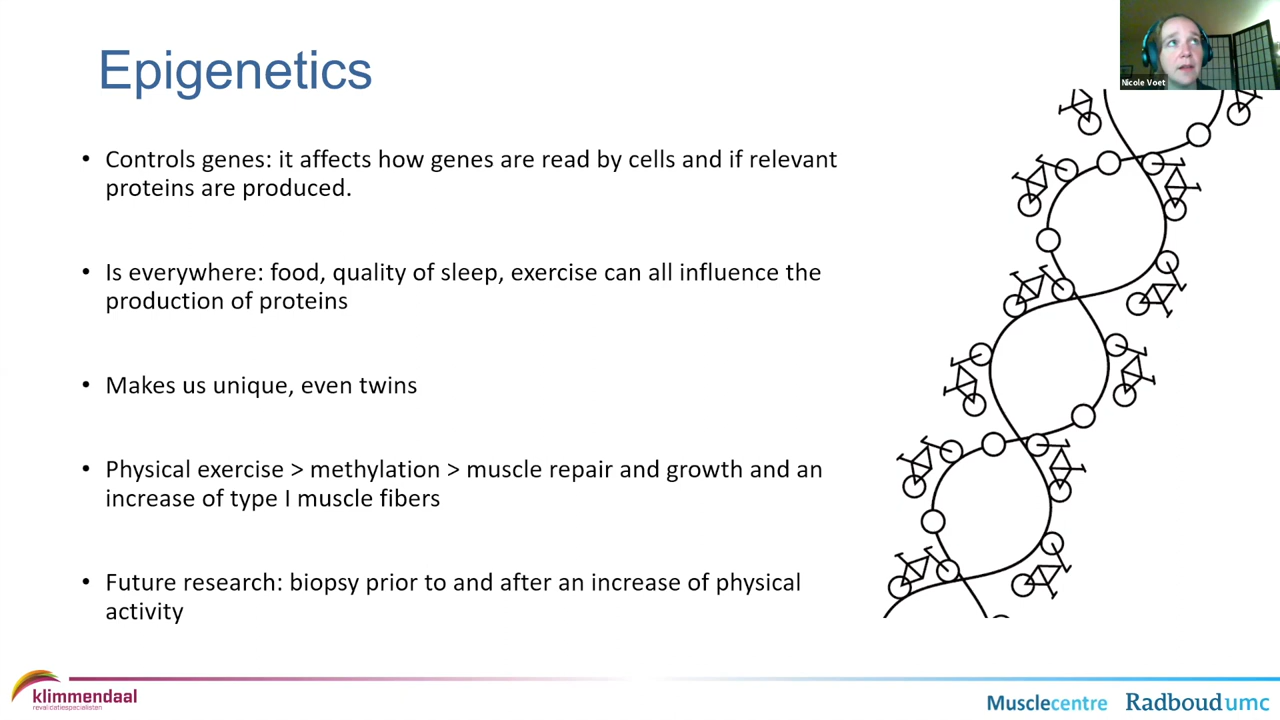 Epigenetics
Nicole Voet
• Controls genes: it affects how genes are read by cells and if relevant
proteins are produced.
• Is everywhere: food, quality of sleep, exercise can all influence the
production of proteins
• Makes us unique, even twins
• Physical exercise > methylation > muscle repair and growth and an
increase of type I muscle fibers
• Future research: biopsy prior to and after an increase of physical
activity
klimmendaal
revalidatiespecialisten
Musclecentre Radboudumc